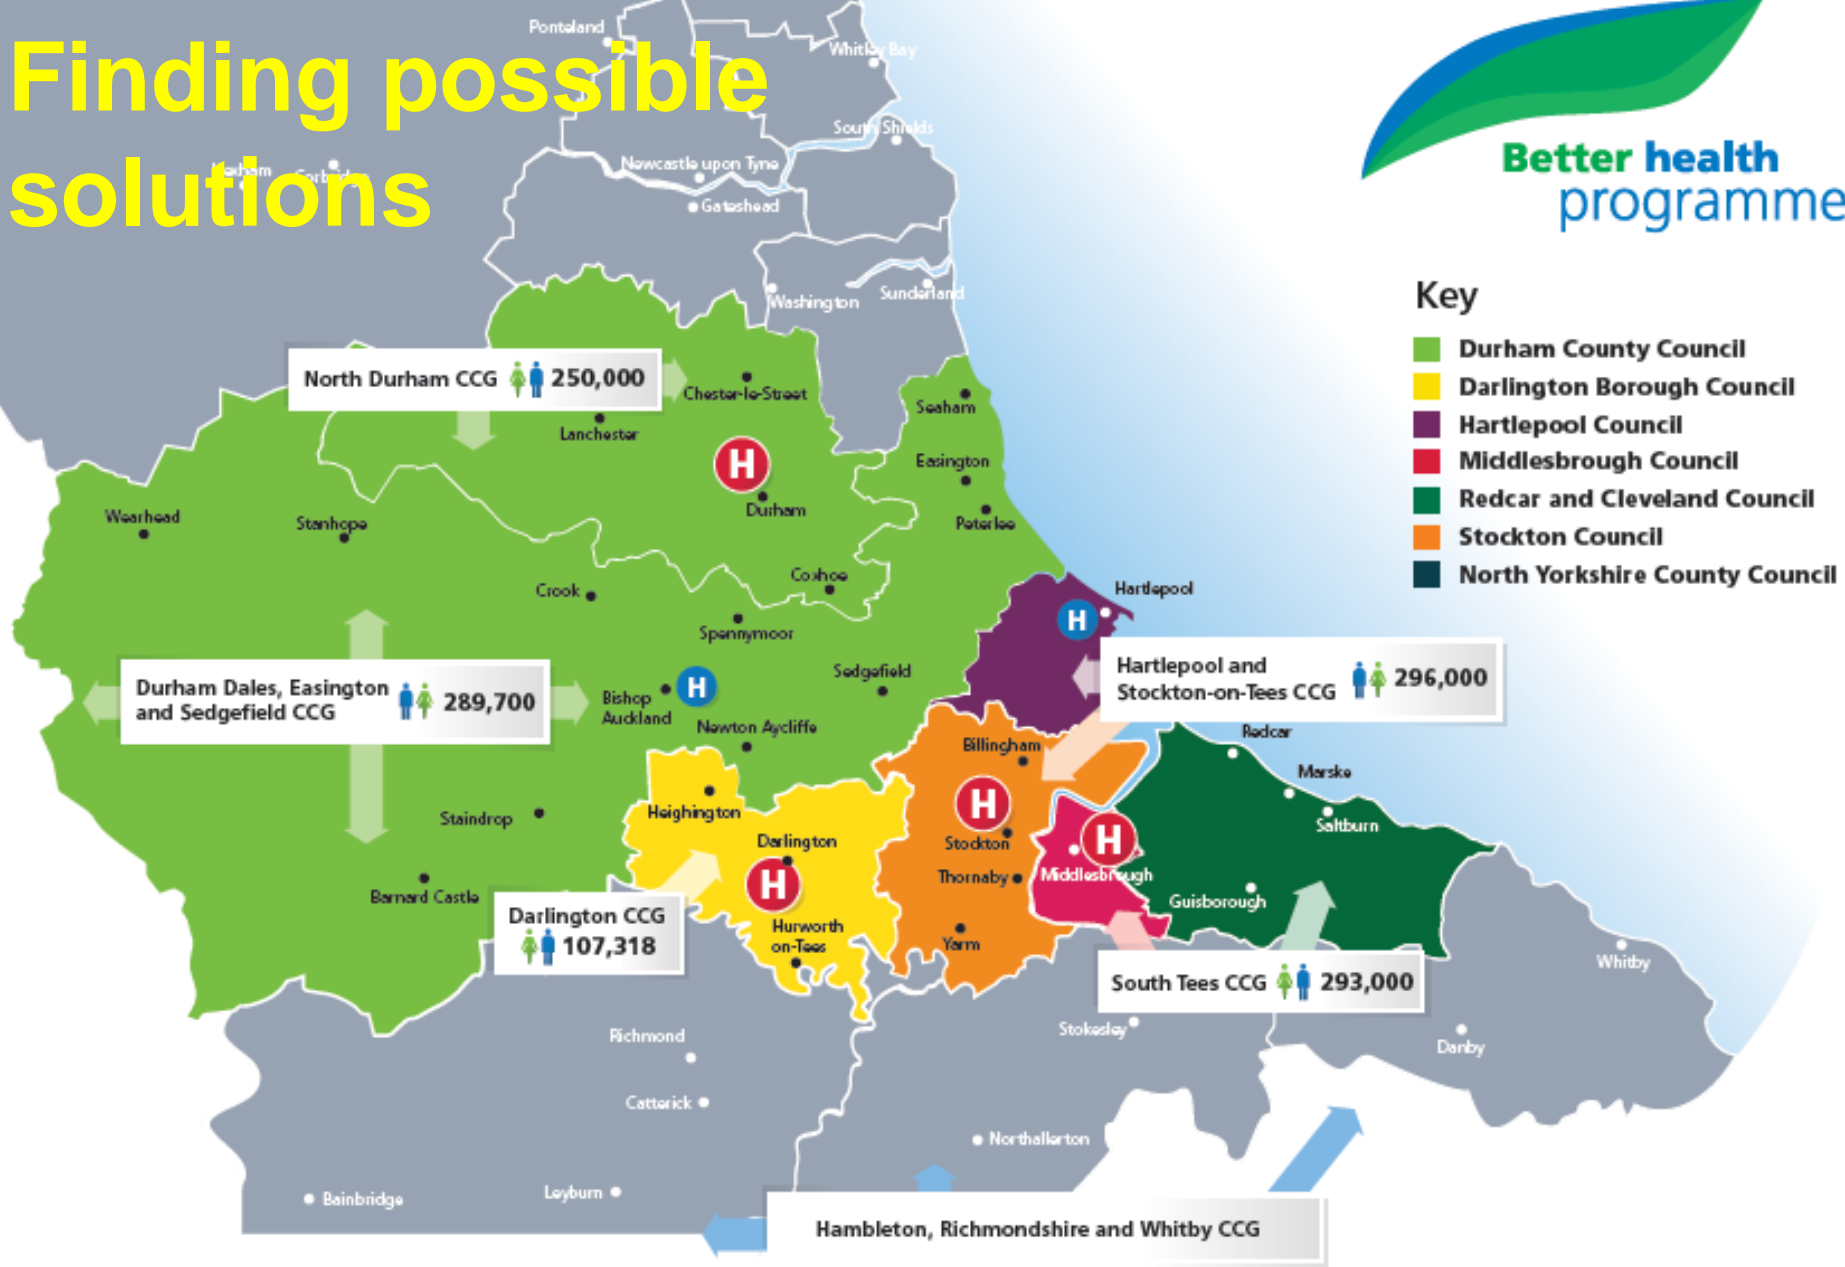 Finding possible
solutions
Better health
programme
Key
Durham County Council
Darlington Borough Council
Hartlepool Council
Middlesbrough Council
Redcar and Cleveland Council
Stockton Council
North Yorkshire County Council
Ponteland
Whitley Bay
South Shields
Hexham
Corbridge
Newcastle upon Tyne
Gateshead
Washington
Sunderland
North Durham CCG 250,000
Chester-le-Street
Seaham
Lanchester
H
Easington
Durham
Peterlee
Wearhead
Stanhope
Coxhoe
Crook
Hartlepool
H
Spennymoor
Durham Dales, Easington
and Sedgefield CCG
289,700
Bishop
Auckland
H
Sedgefield
Hartlepool and
Stockton-on-Tees CCG
296,000
Newton Aycliffe
Billingham
Redcar
Marske
Heighington
H
Staindrop
Saltburn
Darlington
Stockton
H
Middlesbrough
H
Thornaby
Barnard Castle
Guisborough
Darlington CCG
107,318
Hurworth
on-Tees
Yarm
Whitby
South Tees CCG 293,000
Richmond
Stokesley
Danby
Catterick
Northallerton
Bainbridge
Leyburn
Hambleton, Richmondshire and Whitby CCG